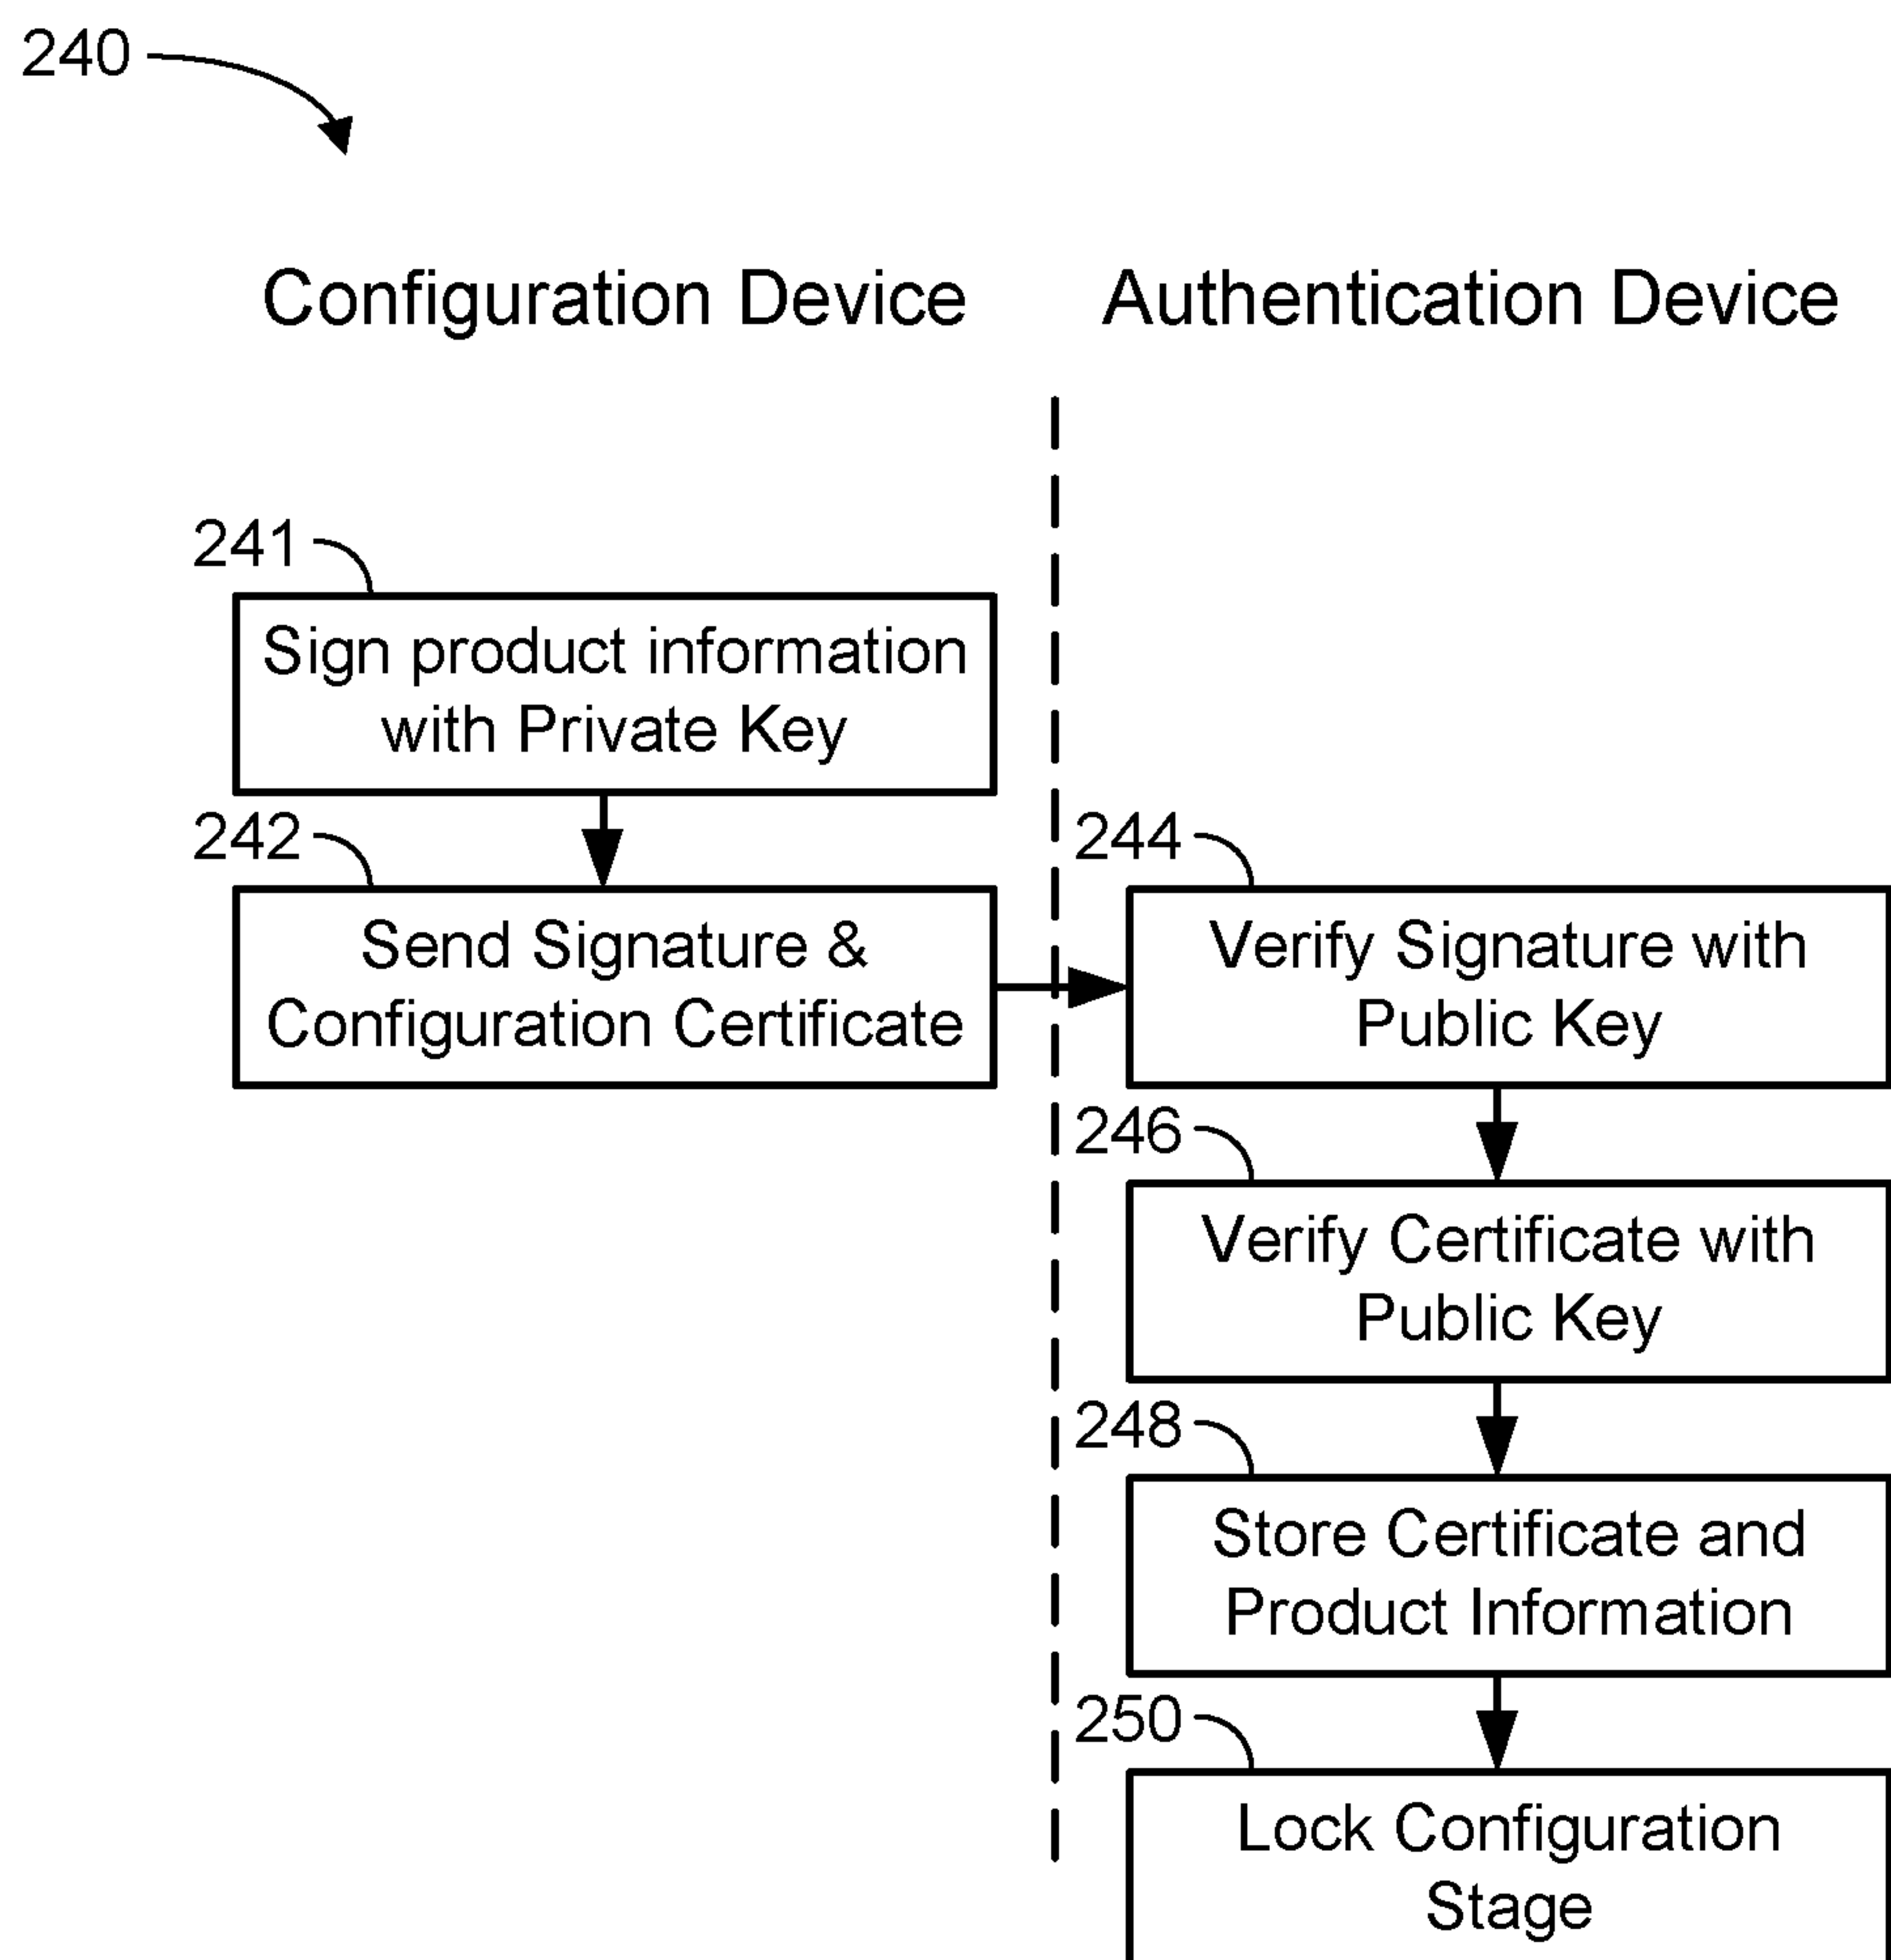 240
Configuration Device
Authentication Device
241
Sign product information
with Private Key
242
Send Signature &
Configuration Certificate
244
Verify Signature with
Public Key
246
Verify Certificate with
Public Key
248
Store Certificate and
Product Information
250
Lock Configuration
Stage